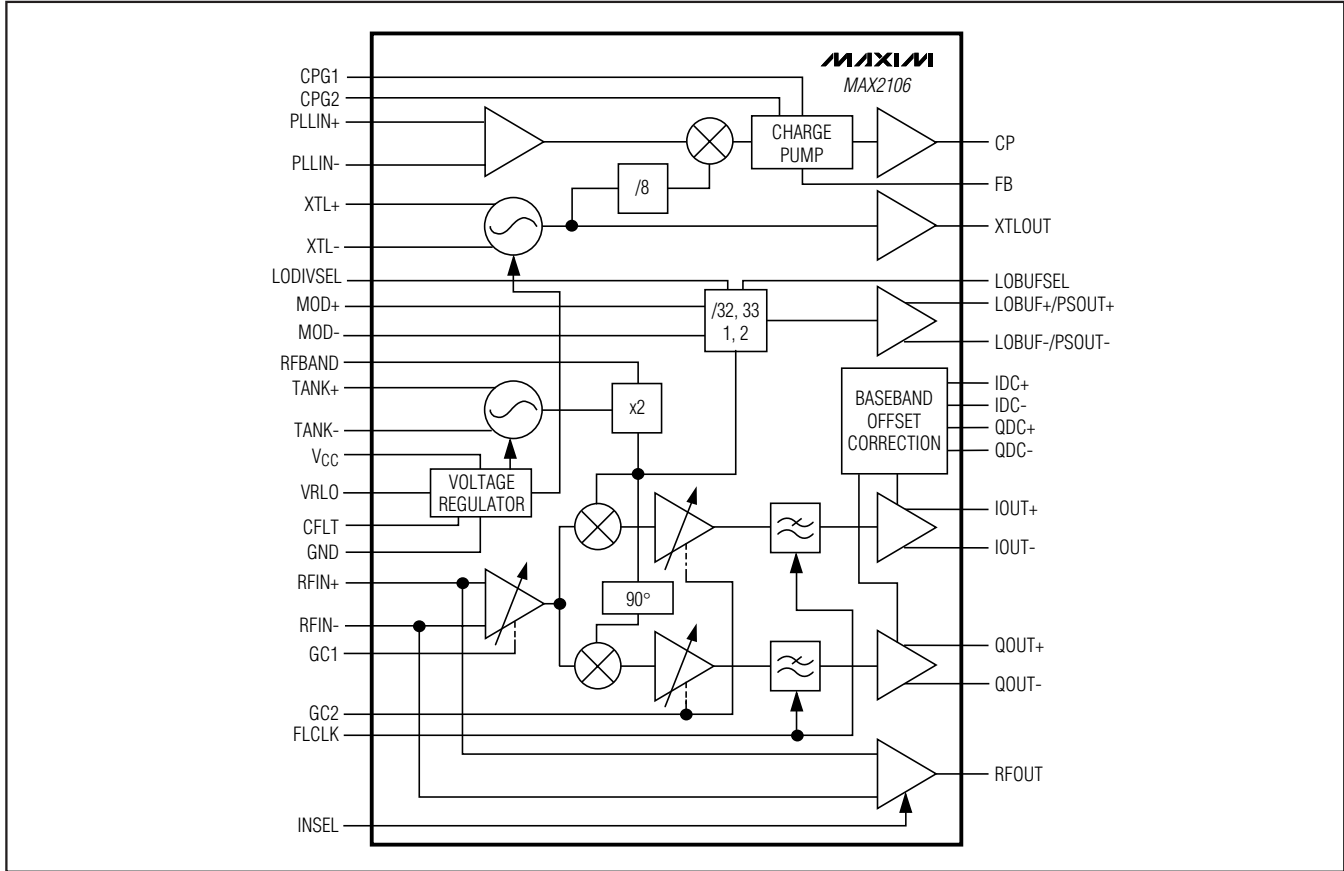 MAXIM
MAX2106
CPG1
CPG2
PLLIN+
PLLIN-
XTL+
XTL-
LODIVSEL
MOD+
MOD-
RFBAND
TANK+
TANK-
VCC
VRLO
CFLT
GND
RFIN+
RFIN-
GC1
GC2
FLCLK
INSEL
CHARGE
PUMP
/8
/32, 33
1, 2
x2
VOLTAGE
REGULATOR
90°
BASEBAND
OFFSET
CORRECTION
CP
FB
XTLOUT
LOBUFSEL
LOBUF+/PSOUT+
LOBUF-/PSOUT-
IDC+
IDC-
QDC+
QDC-
IOUT+
IOUT-
QOUT+
QOUT-
RFOUT